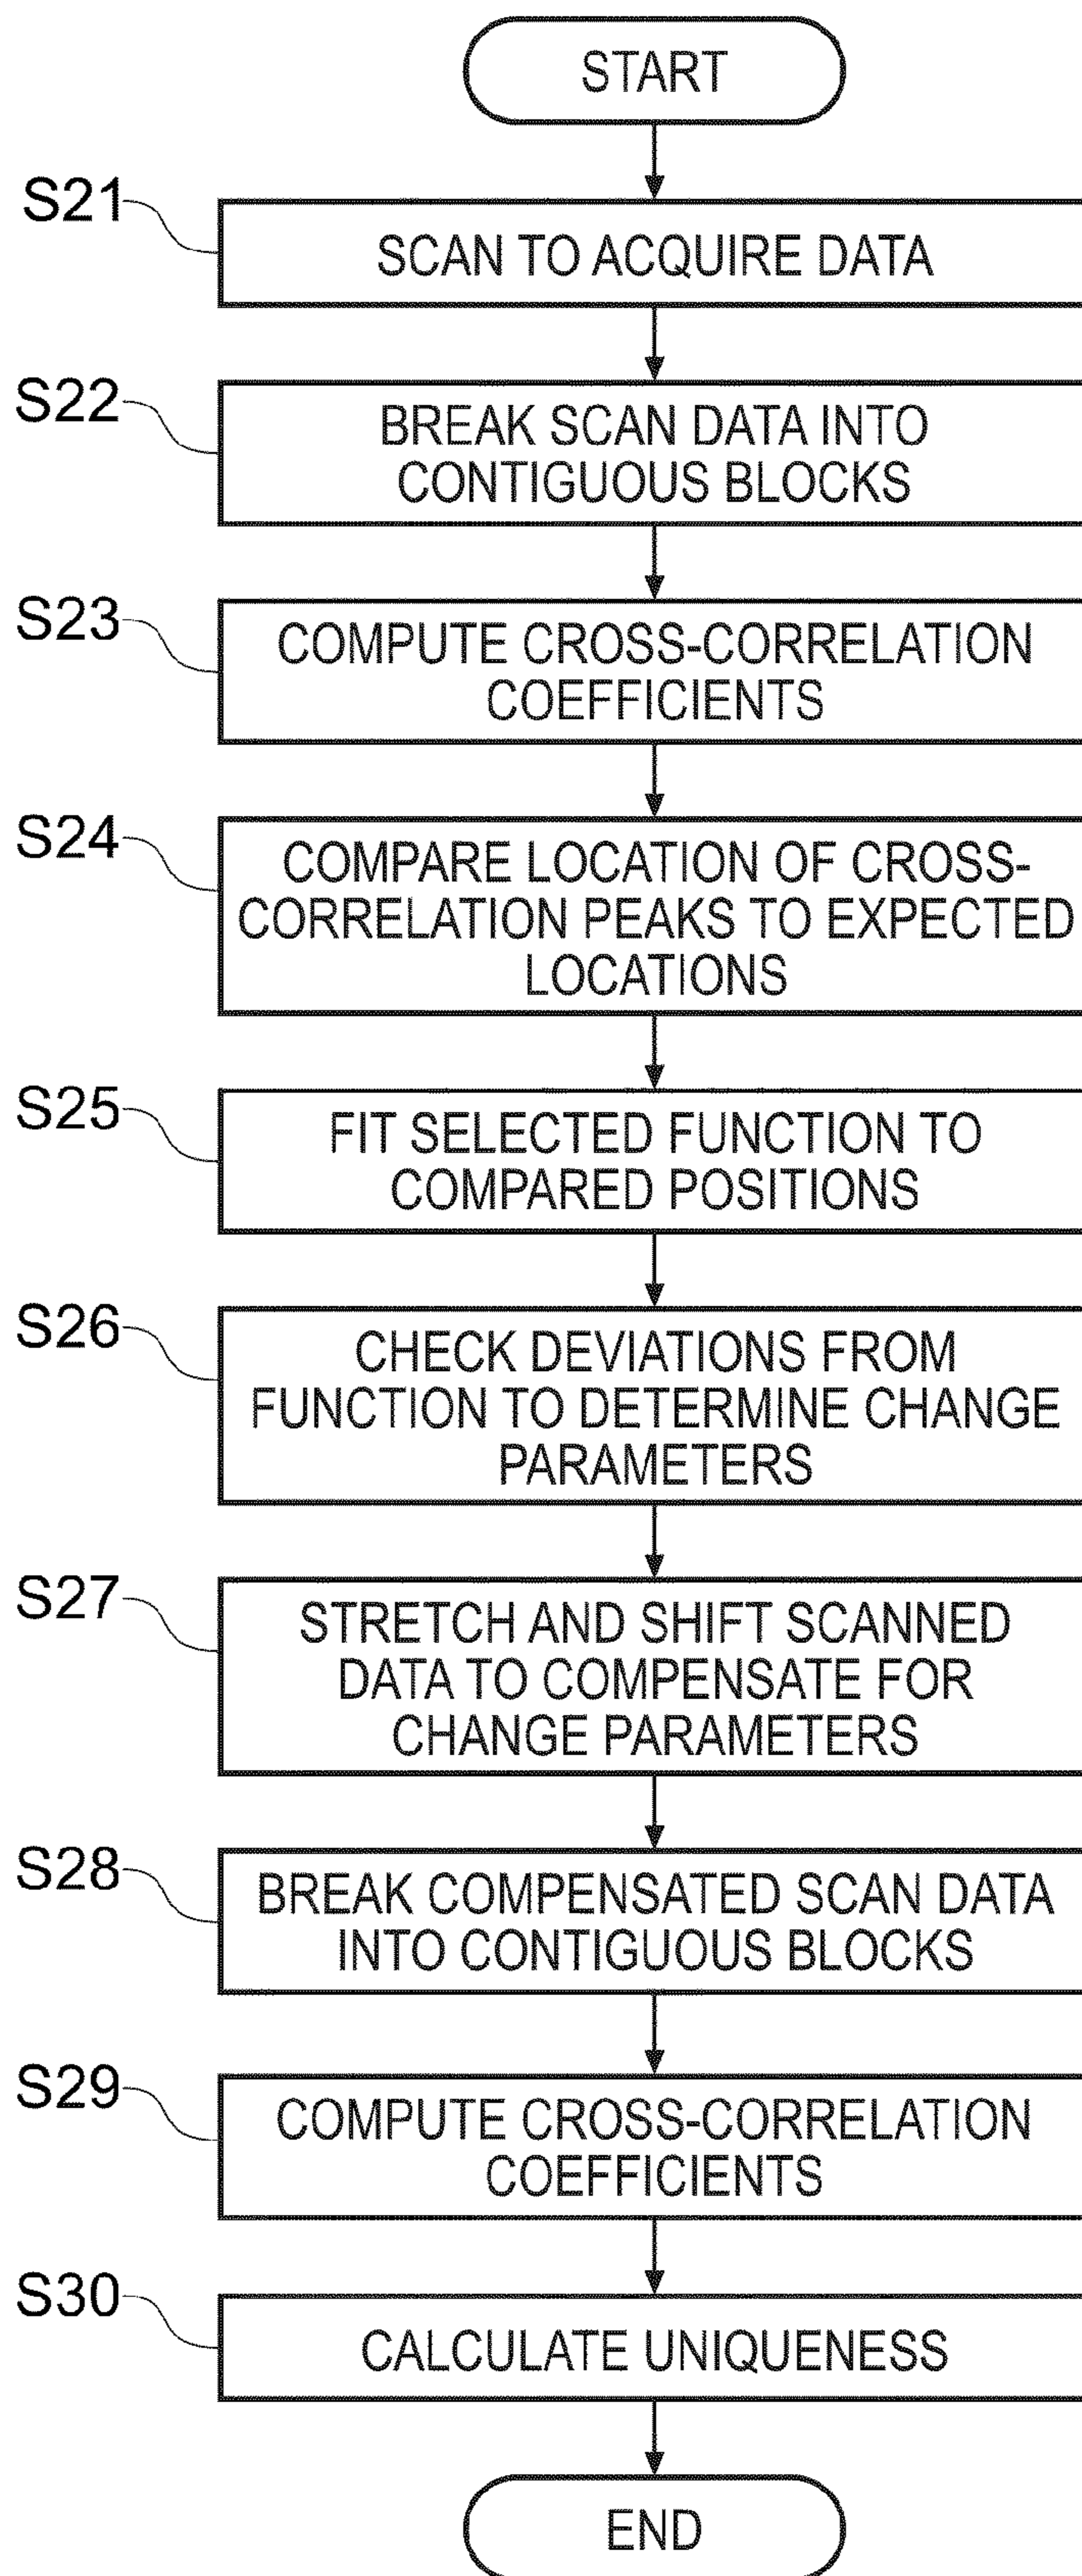 START
S21
SCAN TO ACQUIRE DATA
S22
BREAK SCAN DATA INTO
CONTIGUOUS BLOCKS
S23
COMPUTE CROSS-CORRELATION
COEFFICIENTS
S24
COMPARE LOCATION OF CROSS-
CORRELATION PEAKS TO EXPECTED
LOCATIONS
S25
FIT SELECTED FUNCTION TO
COMPARED POSITIONS
S26
CHECK DEVIATIONS FROM
FUNCTION TO DETERMINE CHANGE
PARAMETERS
S27
STRETCH AND SHIFT SCANNED
DATA TO COMPENSATE FOR
CHANGE PARAMETERS
S28
BREAK COMPENSATED SCAN DATA
INTO CONTIGUOUS BLOCKS
S29
COMPUTE CROSS-CORRELATION
COEFFICIENTS
S30
CALCULATE UNIQUENESS
END